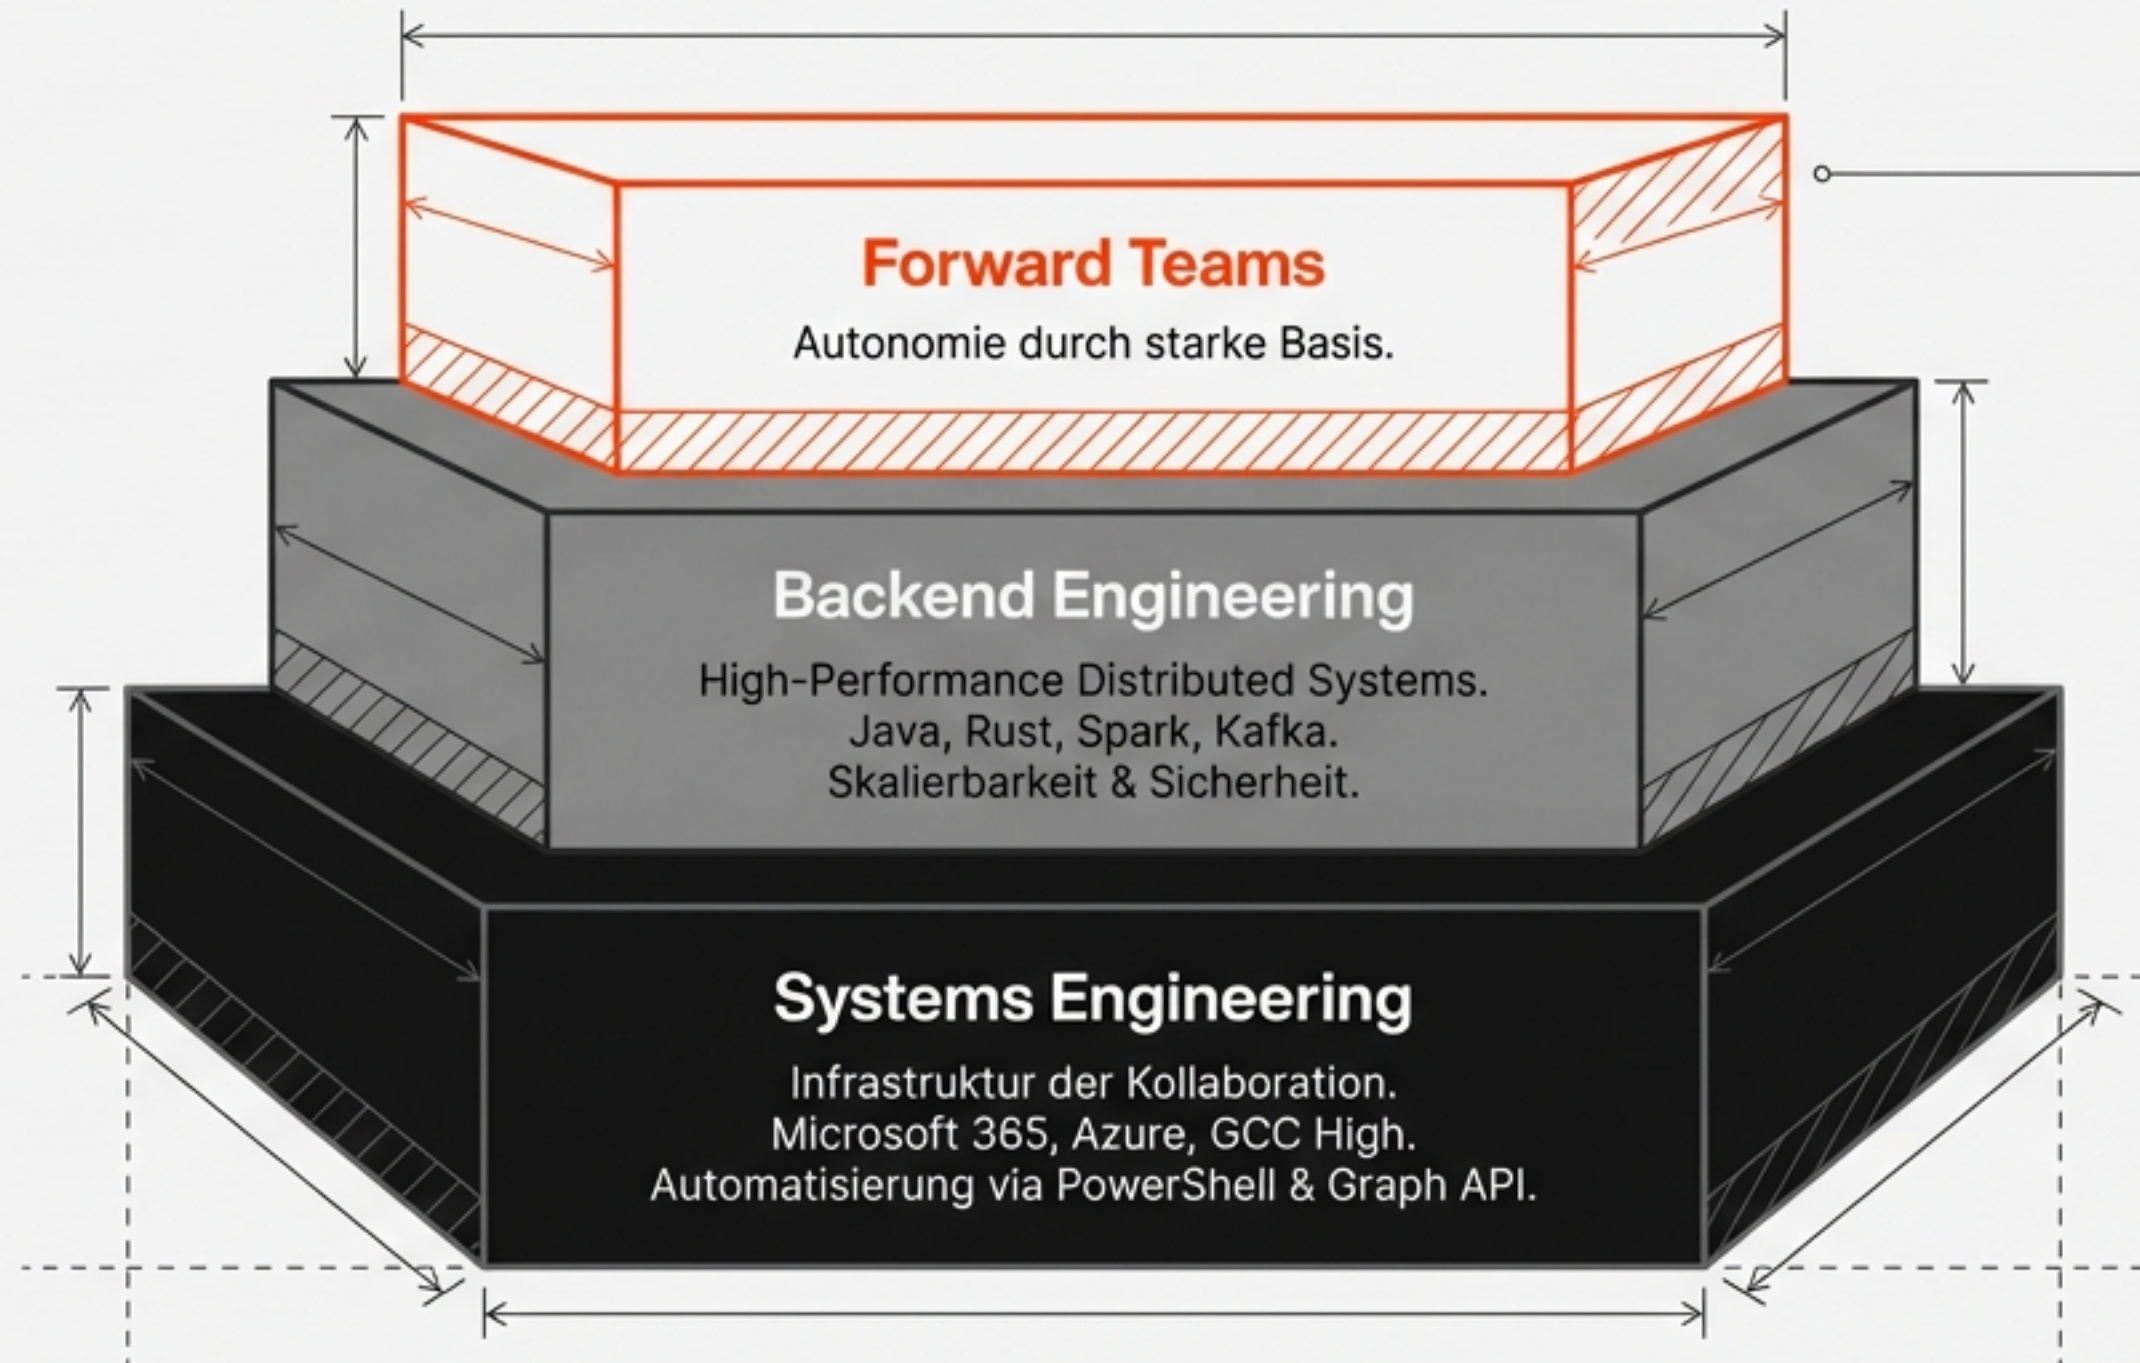 Forward Teams
Autonomie durch starke Basis.
Backend Engineering
High-Performance Distributed Systems.
Java, Rust, Spark, Kafka.
Skalierbarkeit & Sicherheit.
Systems Engineering
Infrastruktur der Kollaboration.
Microsoft 365, Azure, GCC High.
Automatisierung via PowerShell & Graph API.